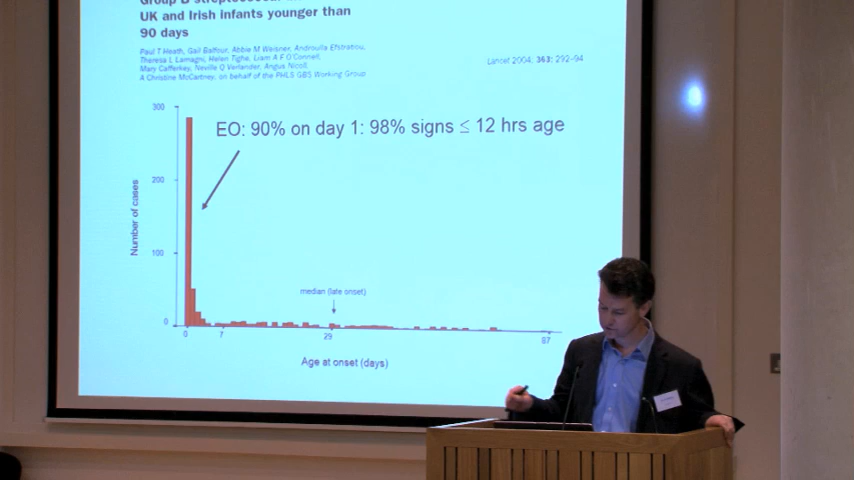 UK and Irish infants younger than
90 days
Paul T Heath, Gail Balfour, Abbie M Weisner, Androulla Efstratiou,
Theresa L Lamagni, Helen Tighe, Liam A F O'Connell,
Mary Cafferkey, Neville Q Verlander, Angus Nicoll,
A Christine McCartney, on behalf of the PHLS GBS Working Group
Lancet 2004; 363: 292–94
EO: 90% on day 1: 98% signs ≤ 12 hrs age
300
200
100
0
Number of cases
median (late onset)
0
7
29
87
Age at onset (days)